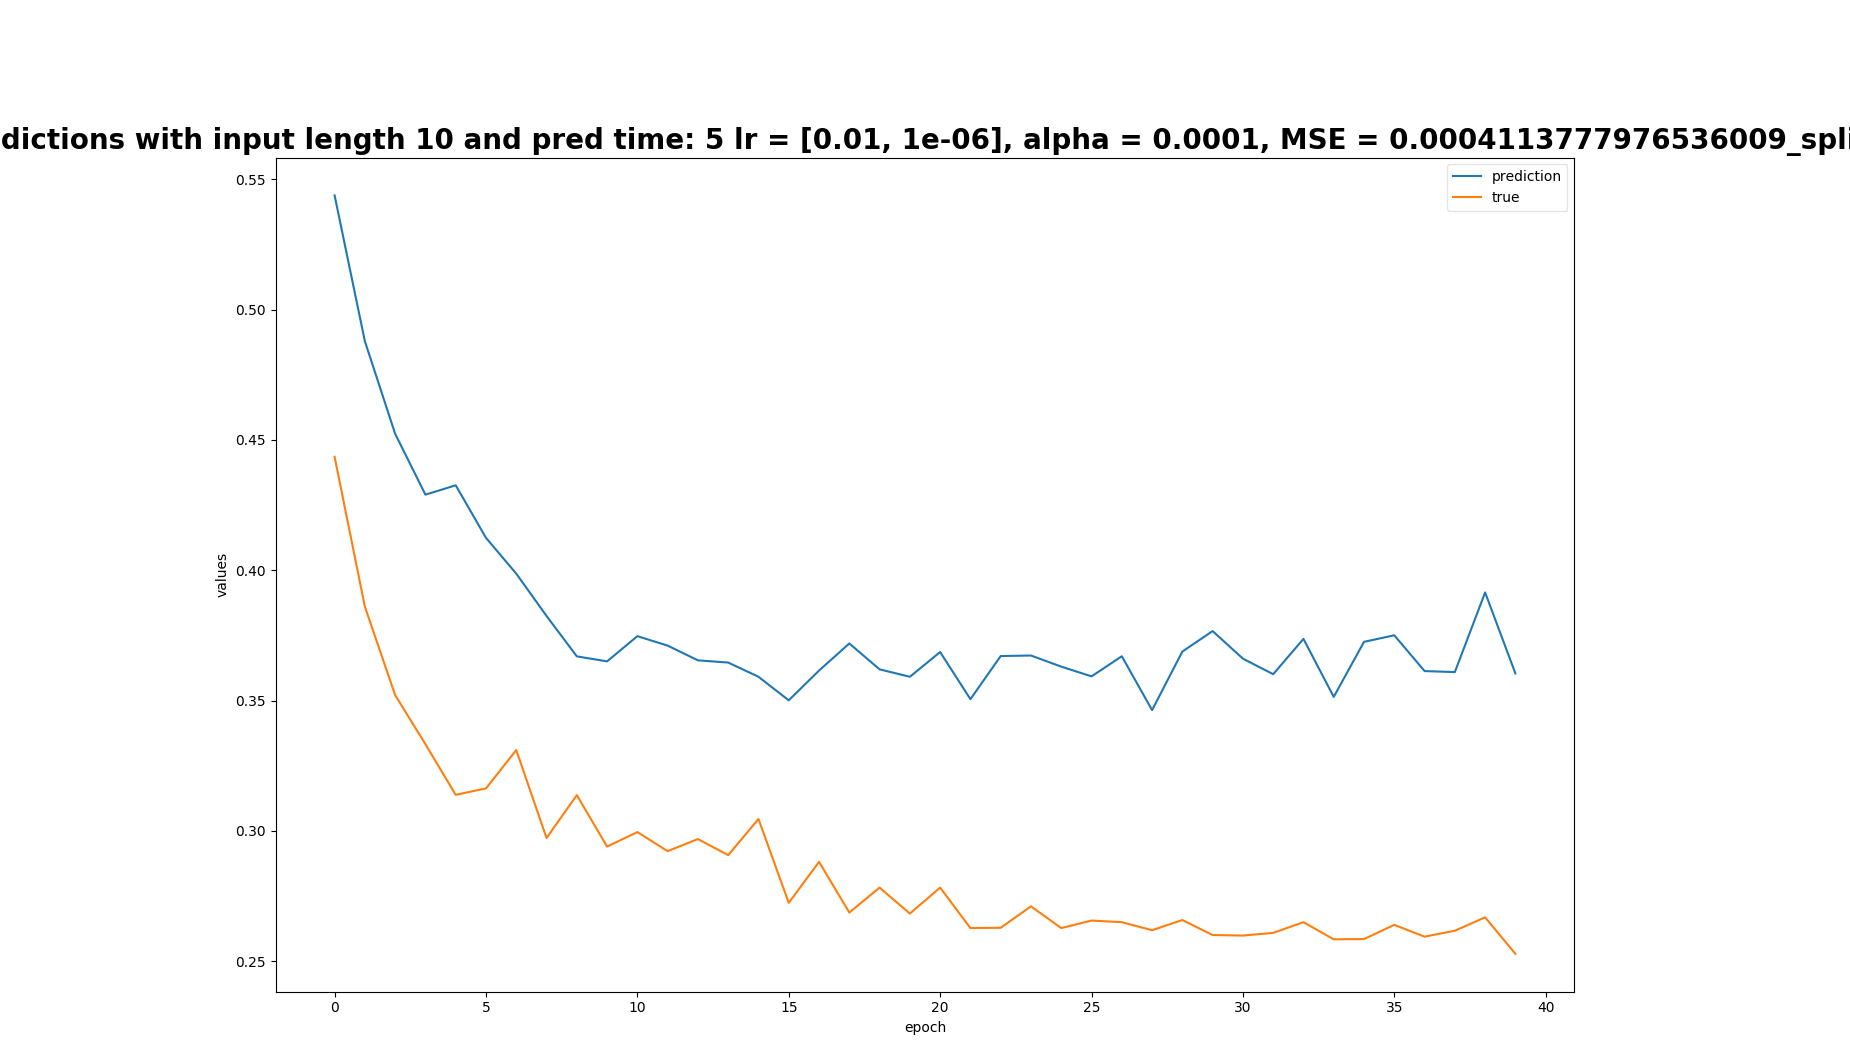 dictions with input length 10 and pred time: 5 lr = [0.01, 1e-06], alpha = 0.0001, MSE = 0.0004113777976536009_spli
prediction
true
0.55
0.50
0.45
0.40
0.35
0.30
0.25
values
0 5 10 15 20 25 30 35 40
epoch